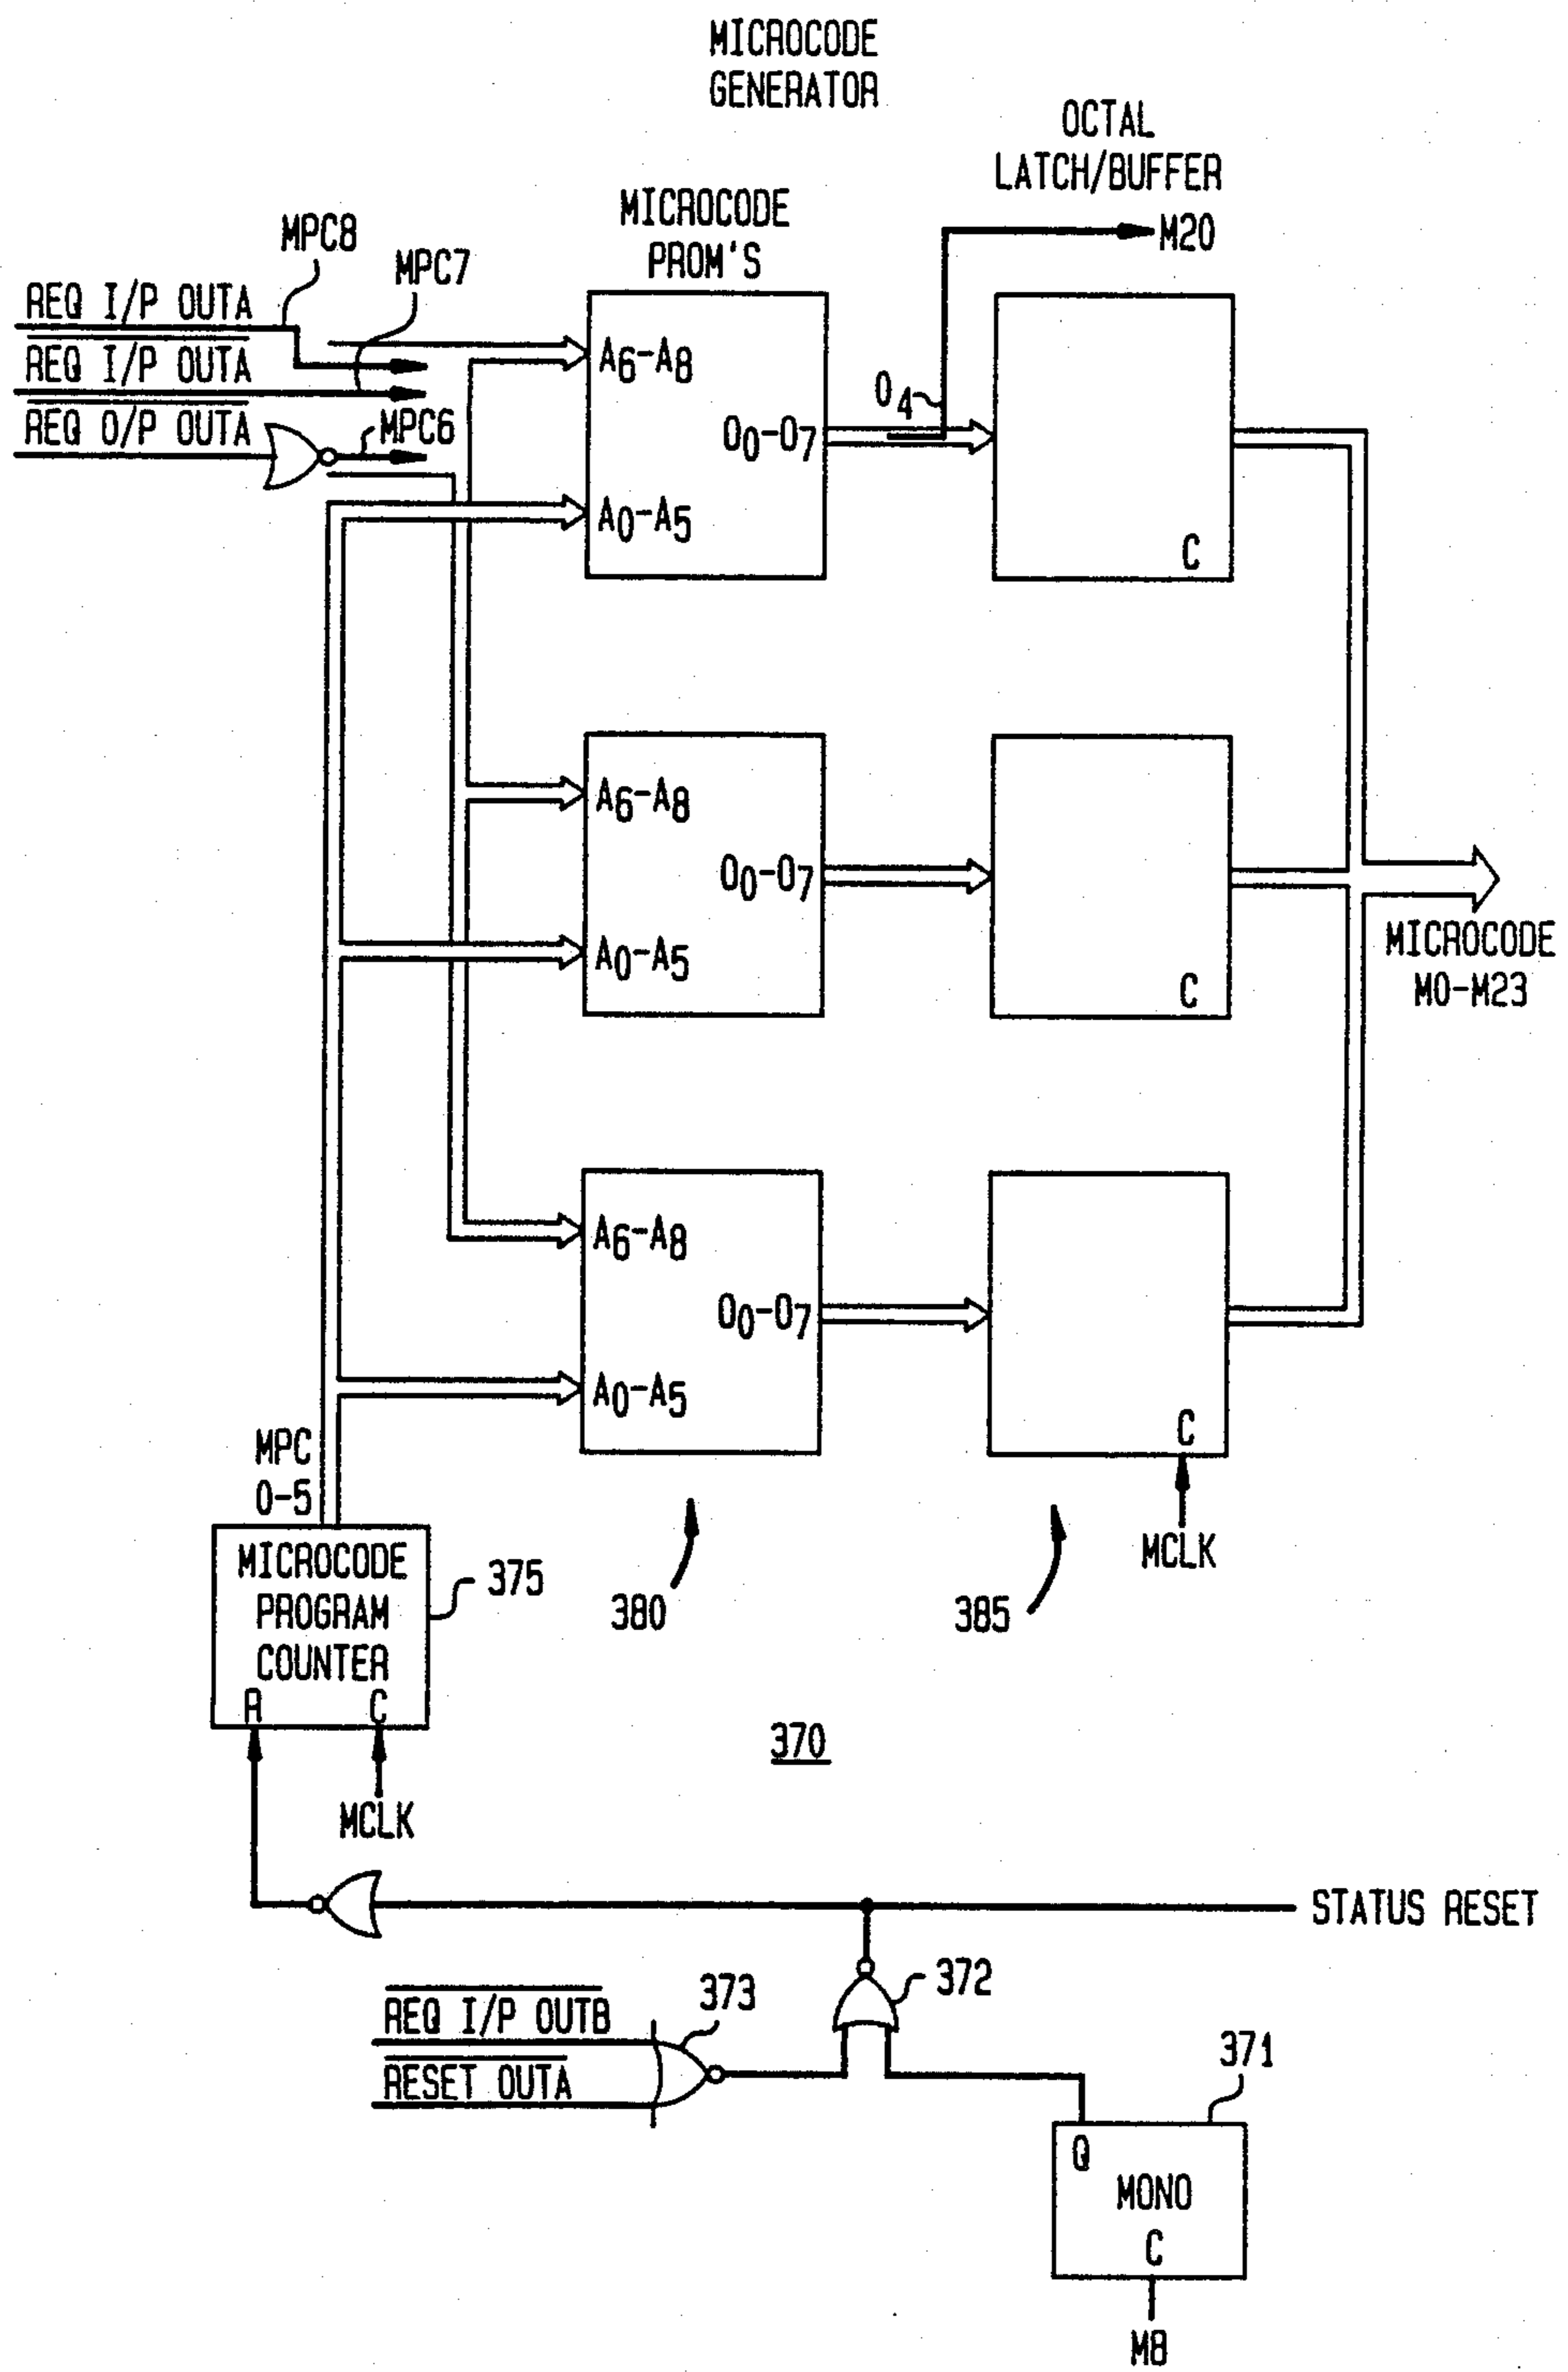 MICROCODE
GENERATOR
OCTAL
LATCH/BUFFER
MICROCODE
PROM'S
M20
MPC8
MPC7
REQ I/P OUTA
REQ I/P OUTA
REQ O/P OUTA
MPC6
A6-A8
O0-O7
A0-A5
O4
C
A6-A8
O0-O7
A0-A5
C
MICROCODE
M0-M23
A6-A8
O0-O7
A0-A5
C
MCLK
MPC
0-5
MICROCODE
PROGRAM
COUNTER
R
C
375
380
385
370
MCLK
STATUS RESET
372
373
REQ I/P OUTB
RESET OUTA
371
Q
MONO
C
M8